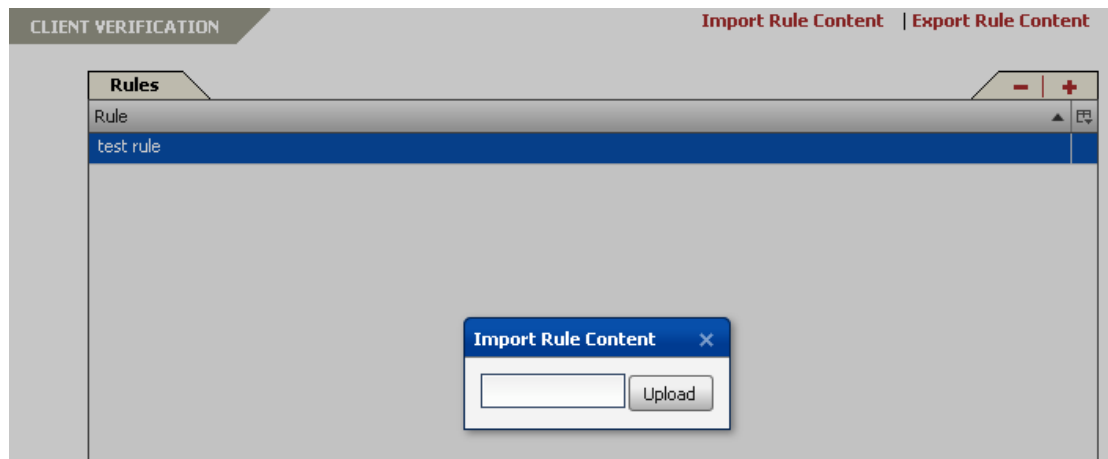 CLIENT VERIFICATION
Import Rule Content | Export Rule Content
Rules
Rule
test rule
Import Rule Content
Upload